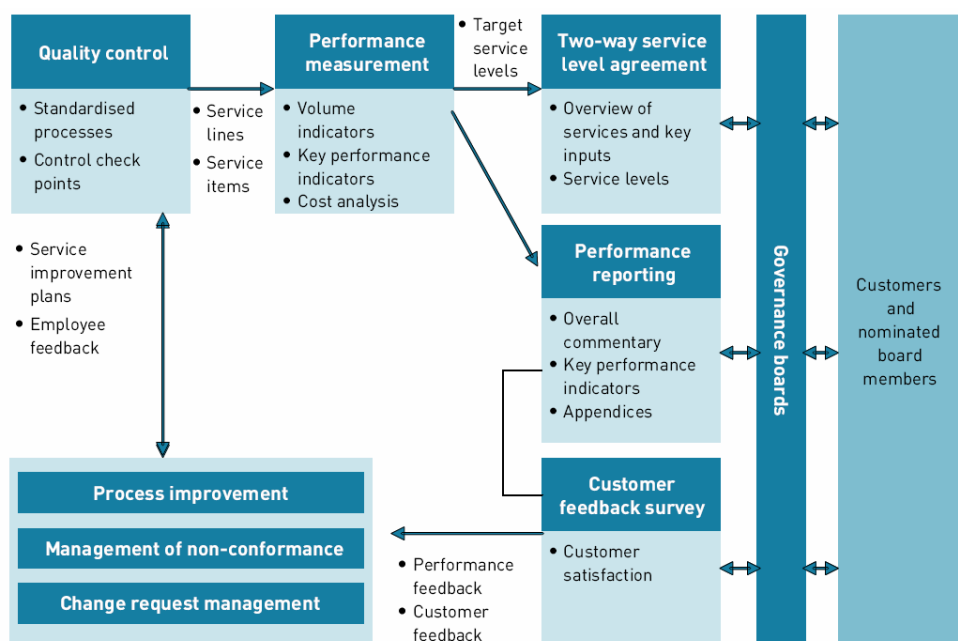 Quality control
• Standardised
processes
• Control check
points
• Service
lines
• Service
items
Performance
measurement
• Volume
indicators
• Key performance
indicators
• Cost analysis
• Target
service
levels
Two-way service
level agreement
• Overview of
services and key
inputs
• Service levels
• Service
improvement
plans
• Employee
feedback
Performance
reporting
• Overall
commentary
• Key performance
indicators
• Appendices
Governance boards
Customers
and
nominated
board
members
Process improvement
Management of non-conformance
Change request management
• Performance
feedback
• Customer
feedback
Customer
feedback survey
• Customer
satisfaction